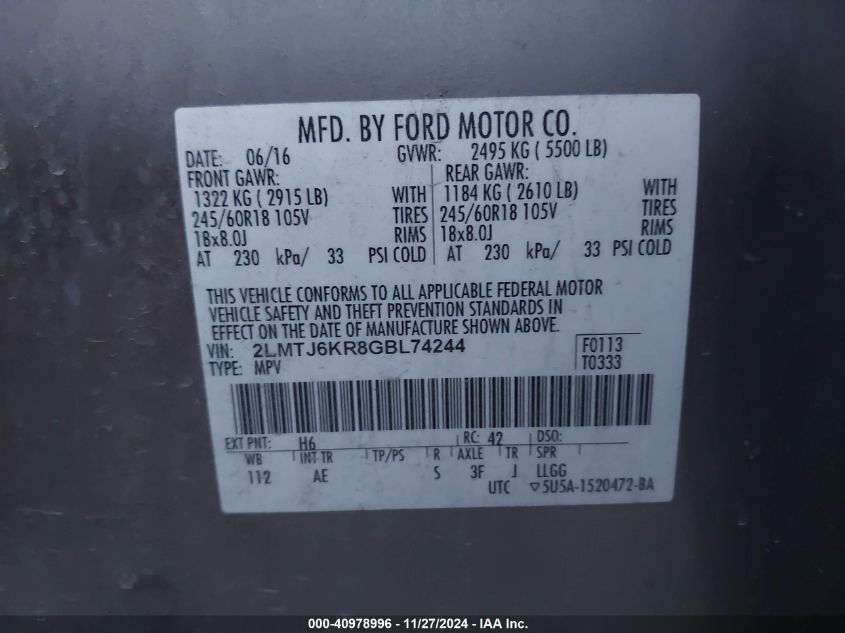 MFD. BY FORD MOTOR CO.
DATE: 06/16 GVWR: 2495 KG ( 5500 LB)
FRONT GAWR: REAR GAWR:
1322 KG ( 2915 LB) WITH 1184 KG ( 2610 LB) WITH
245/60R18 105V TIRES 245/60R18 105V TIRES
18x8.0J RIMS 18x8.0J RIMS
AT 230 kPa/ 33 PSI COLD AT 230 kPa/ 33 PSI COLD
THIS VEHICLE CONFORMS TO ALL APPLICABLE FEDERAL MOTOR
VEHICLE SAFETY AND THEFT PREVENTION STANDARDS IN
EFFECT ON THE DATE OF MANUFACTURE SHOWN ABOVE.
VIN: 2LMTJ6KR8GBL74244 F0113
TYPE: MPV T0333
EXT PNT: H6 RC: 42 DSO:
WB INT TR TP/PS R AXLE TR SPR
112 AE S 3F J LLGG
UTC ▽5U5A-1520472-BA
000-40978996 - 11/27/2024 - IAAI Inc.